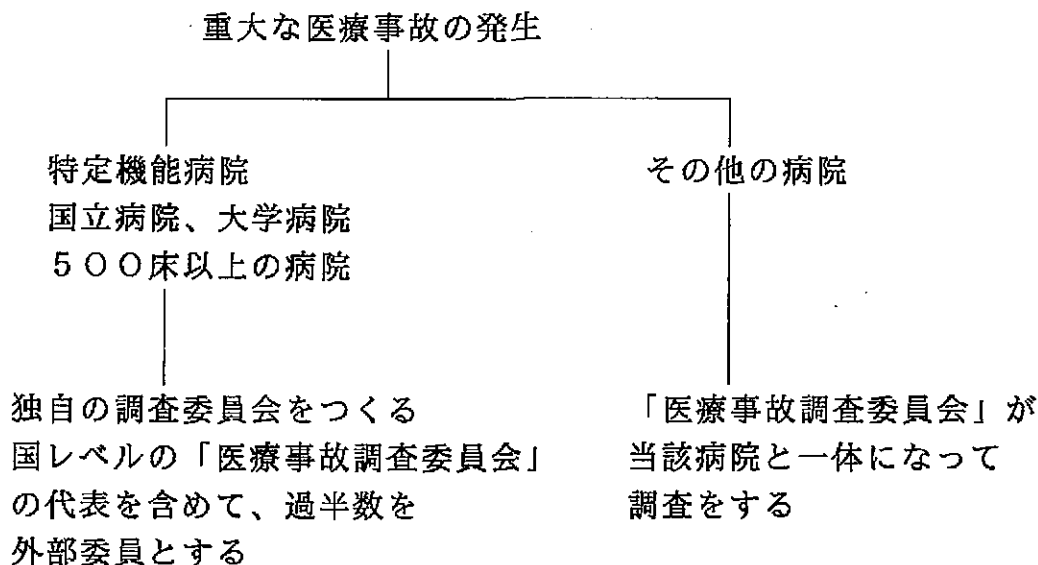 重大な医療事故の発生
特定機能病院
国立病院、大学病院
５００床以上の病院
その他の病院
独自の調査委員会をつくる
国レベルの「医療事故調査委員会」
の代表を含めて、過半数を
外部委員とする
「医療事故調査委員会」が
当該病院と一体になって
調査をする